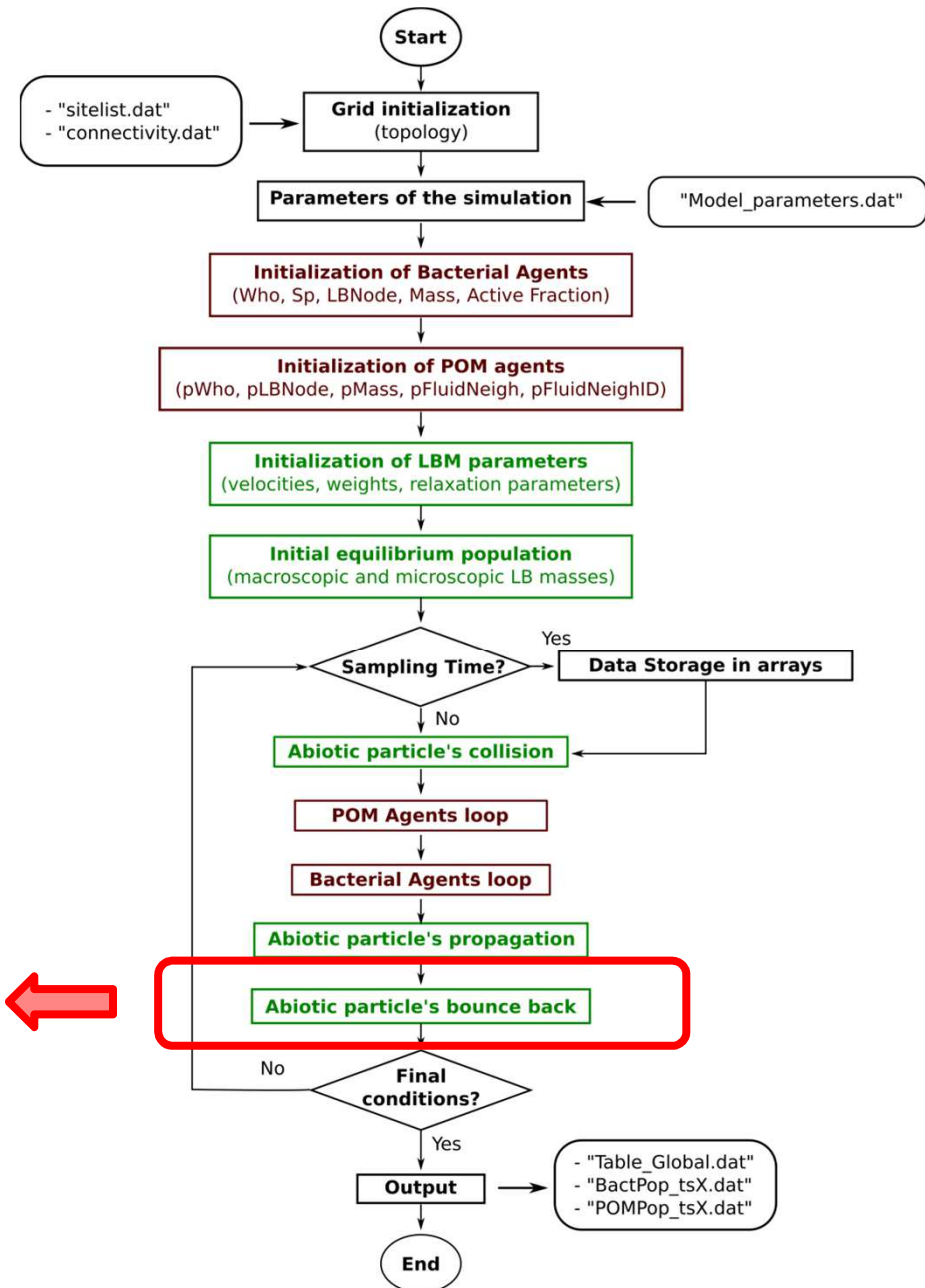 Start
- "sitelist.dat"
- "connectivity.dat"
Grid initialization
(topology)
Parameters of the simulation
"Model_parameters.dat"
Initialization of Bacterial Agents
(Who, Sp, LBNode, Mass, Active Fraction)
Initialization of POM agents
(pWho, pLBNode, pMass, pFluidNeigh, pFluidNeighID)
Initialization of LBM parameters
(velocities, weights, relaxation parameters)
Initial equilibrium population
(macroscopic and microscopic LB masses)
Sampling Time?
Yes
Data Storage in arrays
No
Abiotic particle's collision
POM Agents loop
Bacterial Agents loop
Abiotic particle's propagation
Abiotic particle's bounce back
No
Final
conditions?
Yes
Output
- "Table_Global.dat"
- "BactPop_tsX.dat"
- "POMPop_tsX.dat"
End